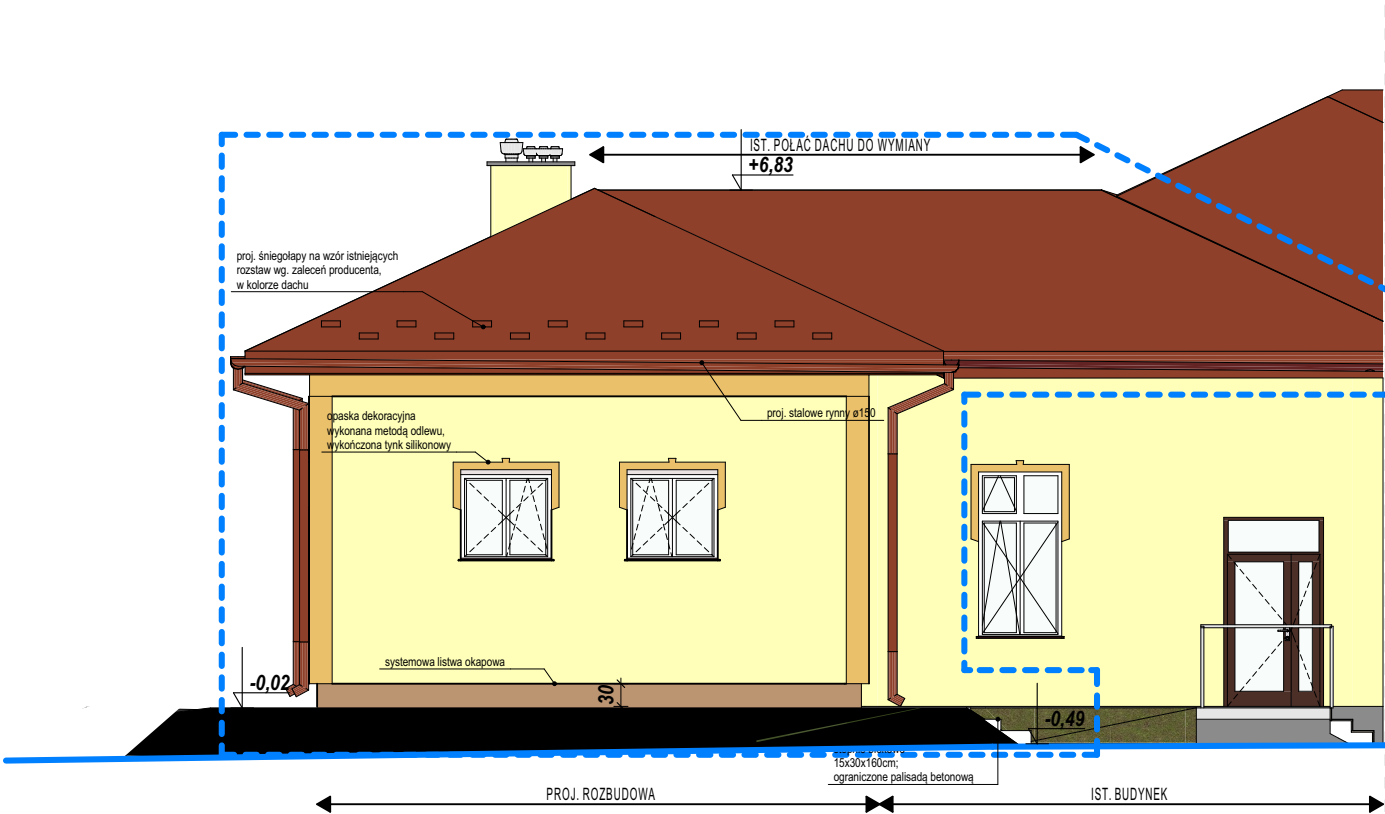 IST. POŁAĆ DACHU DO WYMIANY
+6,83
proj. śniegołapy na wzór istniejących
rozstaw wg. zaleceń producenta,
w kolorze dachu
opaska dekoracyjna
wykonana metodą odlewu,
wykończona tynk silikonowy
proj. stalowe rynny ø150
systemowa listwa okapowa
-0,02
30
-0,49
15x30x160cm;
ograniczone palisadą betonową
PROJ. ROZBUDOWA
IST. BUDYNEK